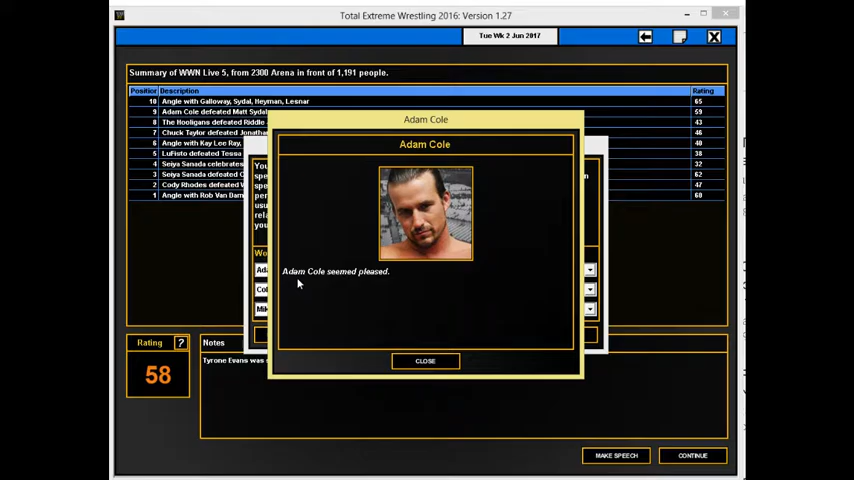 Total Extreme Wrestling 2016: Version 1.27
Tue Wk 2 Jun 2017
Summary of WWN Live 5, from 2300 Arena in front of 1,191 people.
Position Description Rating
10 Angle with Galloway, Sydal, Heyman, Lesnar 65
9 Adam Cole defeated Matt Sydal 59
8 The Hooligans defeated Riddle 43
7 Chuck Taylor defeated Jonathan 46
6 Angle with Kay Lee Ray, 40
5 LuFisto defeated Tessa 38
4 Seiya Sanada celebrates 32
3 Seiya Sanada defeated C 62
2 Cody Rhodes defeated 47
1 Angle with Rob Van Dam 60
Adam Cole
Adam Cole
Adam Cole seemed pleased.
CLOSE
Rating ?
58
Notes
Tyrone Evans was
MAKE SPEECH
CONTINUE